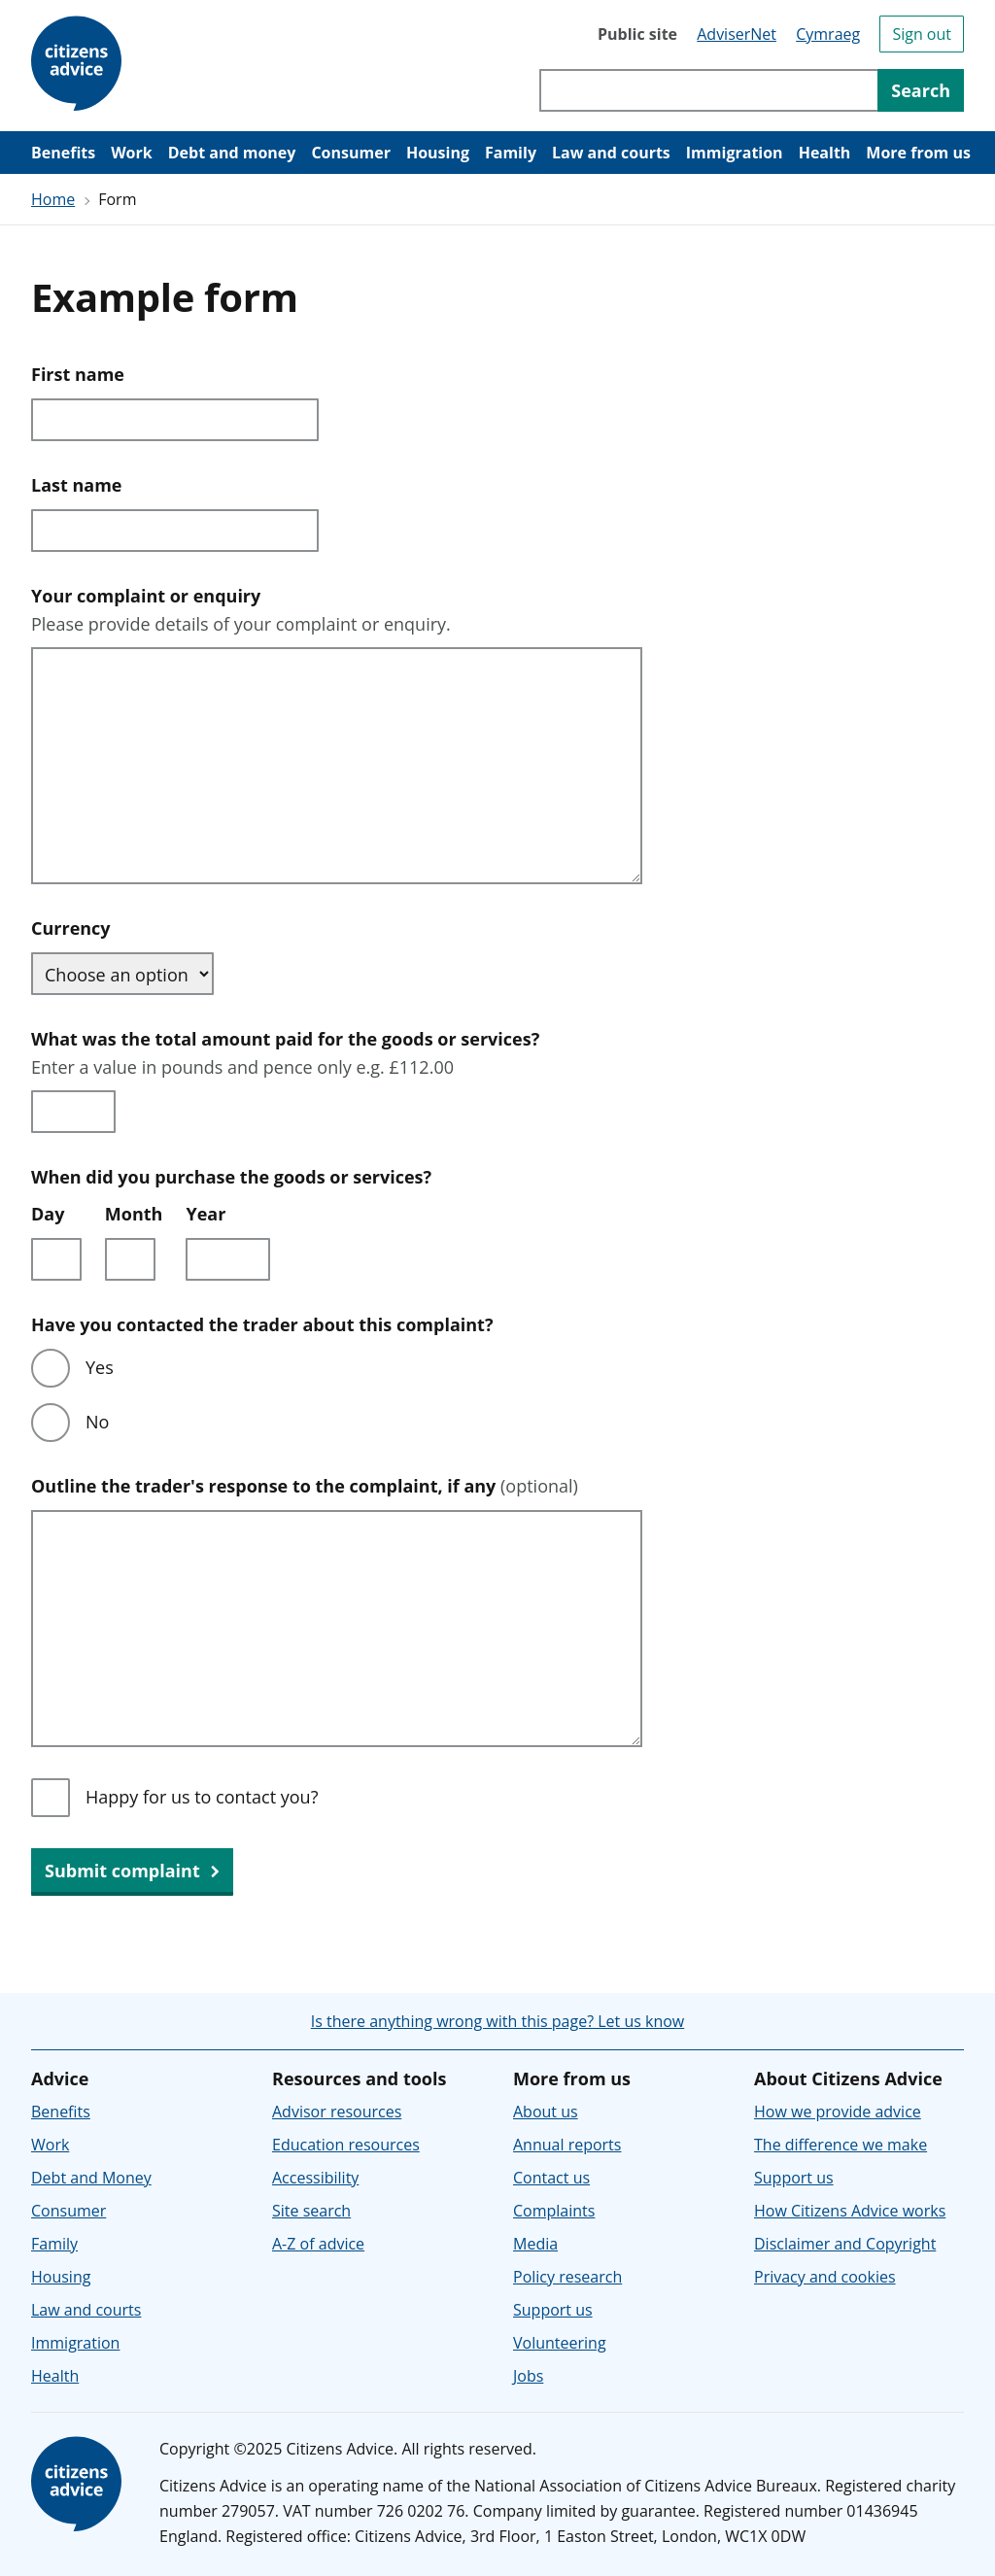 citizens
advice
Public site AdviserNet Cymraeg Sign out
Search
Benefits Work Debt and money Consumer Housing Family Law and courts Immigration Health More from us
Home Form
Example form
First name
Last name
Your complaint or enquiry
Please provide details of your complaint or enquiry.
Currency
Choose an option
What was the total amount paid for the goods or services?
Enter a value in pounds and pence only e.g. £112.00
When did you purchase the goods or services?
Day Month Year
Have you contacted the trader about this complaint?
Yes
No
Outline the trader's response to the complaint, if any (optional)
Happy for us to contact you?
Submit complaint
Is there anything wrong with this page? Let us know
Advice
Benefits
Work
Debt and Money
Consumer
Family
Housing
Law and courts
Immigration
Health
Resources and tools
Advisor resources
Education resources
Accessibility
Site search
A-Z of advice
More from us
About us
Annual reports
Contact us
Complaints
Media
Policy research
Support us
Volunteering
Jobs
About Citizens Advice
How we provide advice
The difference we make
Support us
How Citizens Advice works
Disclaimer and Copyright
Privacy and cookies
citizens
advice
Copyright ©2025 Citizens Advice. All rights reserved.
Citizens Advice is an operating name of the National Association of Citizens Advice Bureaux. Registered charity
number 279057. VAT number 726 0202 76. Company limited by guarantee. Registered number 01436945
England. Registered office: Citizens Advice, 3rd Floor, 1 Easton Street, London, WC1X 0DW